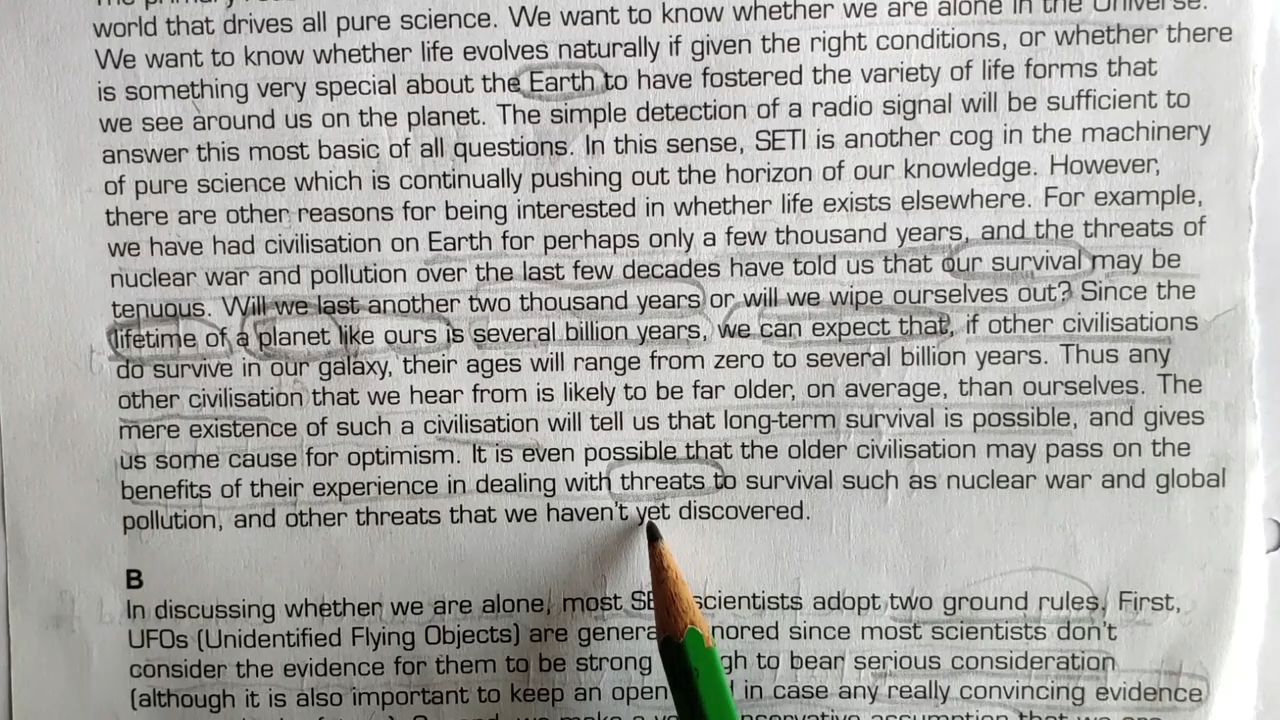 world that drives all pure science. We want to know whether we are alone in the Universe.
We want to know whether life evolves naturally if given the right conditions, or whether there
is something very special about the Earth to have fostered the variety of life forms that
we see around us on the planet. The simple detection of a radio signal will be sufficient to
answer this most basic of all questions. In this sense, SETI is another cog in the machinery
of pure science which is continually pushing out the horizon of our knowledge. However,
there are other reasons for being interested in whether life exists elsewhere. For example,
we have had civilisation on Earth for perhaps only a few thousand years, and the threats of
nuclear war and pollution over the last few decades have told us that our survival may be
tenuous. Will we last another two thousand years or will we wipe ourselves out? Since the
lifetime of a planet like ours is several billion years, we can expect that, if other civilisations
do survive in our galaxy, their ages will range from zero to several billion years. Thus any
other civilisation that we hear from is likely to be far older, on average, than ourselves. The
mere existence of such a civilisation will tell us that long-term survival is possible, and gives
us some cause for optimism. It is even possible that the older civilisation may pass on the
benefits of their experience in dealing with threats to survival such as nuclear war and global
pollution, and other threats that we haven't yet discovered.
B
In discussing whether we are alone, most scientists adopt two ground rules. First,
UFOs (Unidentified Flying Objects) are since most scientists don't
consider the evidence for them to be strong to bear serious consideration
(although it is also important to keep an open in case any really convincing evidence